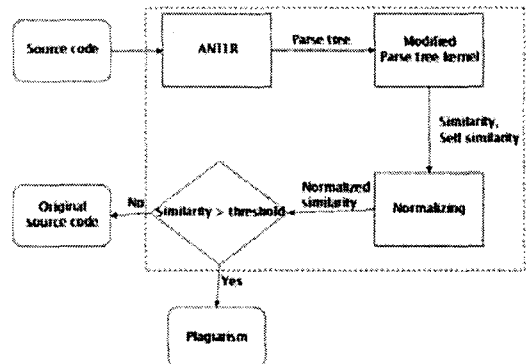 Source code
ANTLR
Parse tree
Modified
Parse tree kernel
Similarity,
Self similarity
Normalizing
Normalized
similarity
Similarity > threshold
No
Original
source code
Yes
Plagiarism